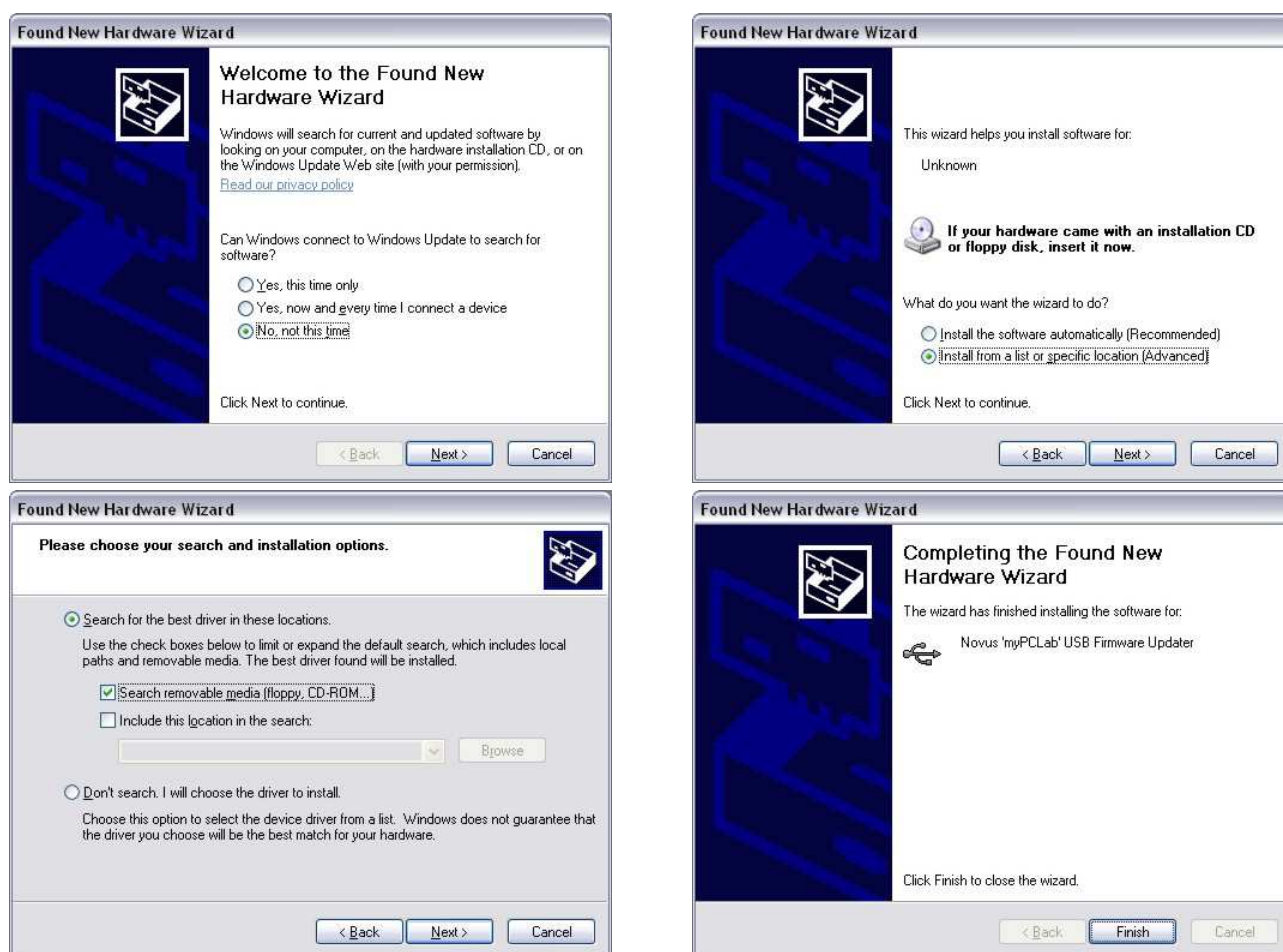 Found New Hardware Wizard
Welcome to the Found New
Hardware Wizard
Windows will search for current and updated software by
looking on your computer, on the hardware installation CD, or on
the Windows Update Web site (with your permission).
Read our privacy policy
Can Windows connect to Windows Update to search for
software?
Yes, this time only
Yes, now and every time I connect a device
No, not this time
Click Next to continue.
< Back Next > Cancel
Found New Hardware Wizard
This wizard helps you install software for:
Unknown
If your hardware came with an installation CD
or floppy disk, insert it now.
What do you want the wizard to do?
Install the software automatically (Recommended)
Install from a list or specific location (Advanced)
Click Next to continue.
< Back Next > Cancel
Found New Hardware Wizard
Please choose your search and installation options.
Search for the best driver in these locations.
Use the check boxes below to limit or expand the default search, which includes local
paths and removable media. The best driver found will be installed.
Search removable media (floppy, CD-ROM...)
Include this location in the search:
Browse
Don't search. I will choose the driver to install.
Choose this option to select the device driver from a list. Windows does not guarantee that
the driver you choose will be the best match for your hardware.
< Back Next > Cancel
Found New Hardware Wizard
Completing the Found New
Hardware Wizard
The wizard has finished installing the software for:
Novus 'myPCLab' USB Firmware Updater
Click Finish to close the wizard.
< Back Finish Cancel